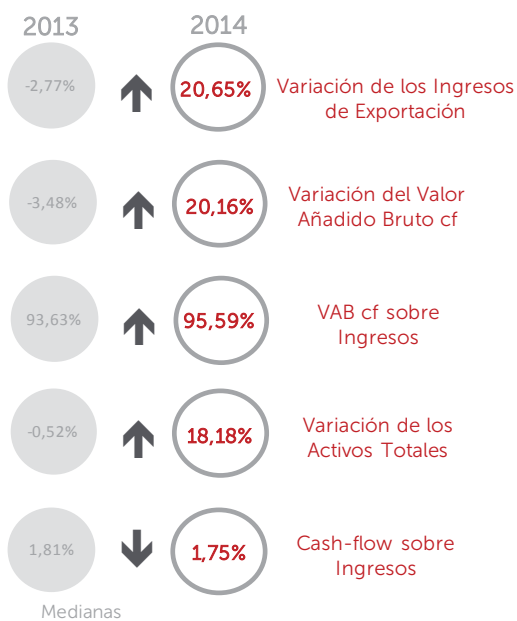 2013
2014
-2,77%
20,65%
Variación de los Ingresos
de Exportación
-3,48%
20,16%
Variación del Valor
Añadido Bruto cf
93,63%
95,59%
VAB cf sobre
Ingresos
-0,52%
18,18%
Variación de los
Activos Totales
1,81%
1,75%
Cash-flow sobre
Ingresos
Medianas